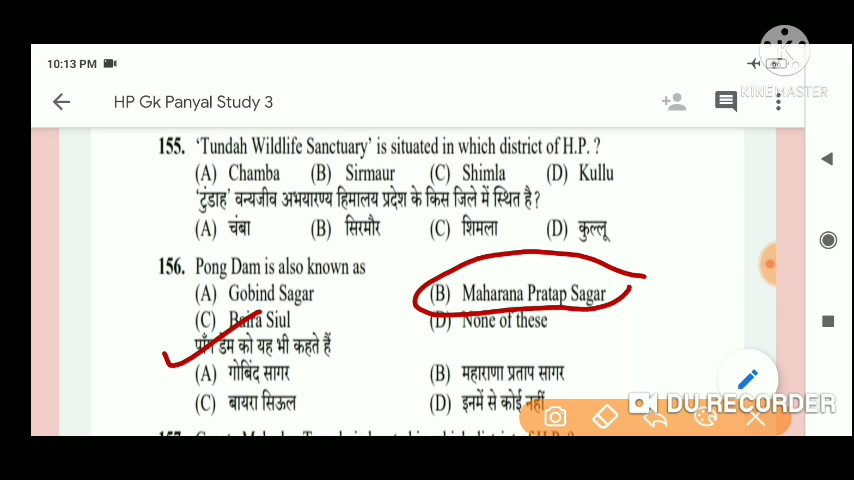 10:13 PM
KINEMASTER
HP Gk Panyal Study 3
155. 'Tundah Wildlife Sanctuary' is situated in which district of H.P. ?
(A) Chamba (B) Sirmaur (C) Shimla (D) Kullu
'टुंडाह' वन्यजीव अभयारण्य हिमालय प्रदेश के किस जिले में स्थित है?
(A) चंबा (B) सिरमौर (C) शिमला (D) कुल्लू
156. Pong Dam is also known as
(A) Gobind Sagar (B) Maharana Pratap Sagar
(C) Baira Siul (D) None of these
पौंग डैम को यह भी कहते हैं
(A) गोबिंद सागर (B) महाराणा प्रताप सागर
(C) बायरा सिऊल (D) इनमें से कोई नहीं
DU RECORDER